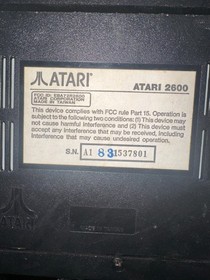 ATARI
ATARI 2600
FCC ID: EBA7VR2600
ATARI CORPORATION
MADE IN TAIWAN
This device complies with FCC rule Part 15. Operation is
subject to the following two conditions: (1) This device may
not cause harmful interference and (2) This device must
accept any interference that may be received, including
interference that may cause undesired operation.
S.N. A1 831537801
ATARI